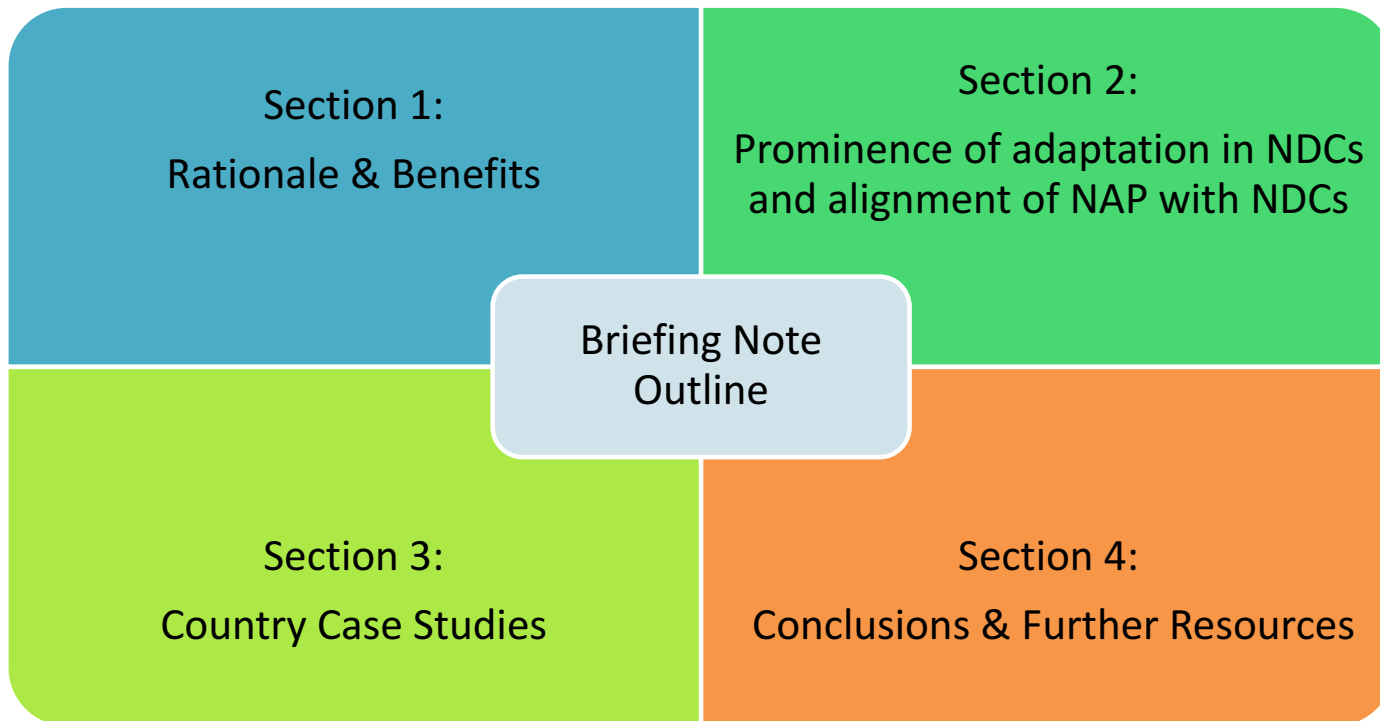 Section 1:
Rationale & Benefits
Section 2:
Prominence of adaptation in NDCs
and alignment of NAP with NDCs
Briefing Note
Outline
Section 3:
Country Case Studies
Section 4:
Conclusions & Further Resources